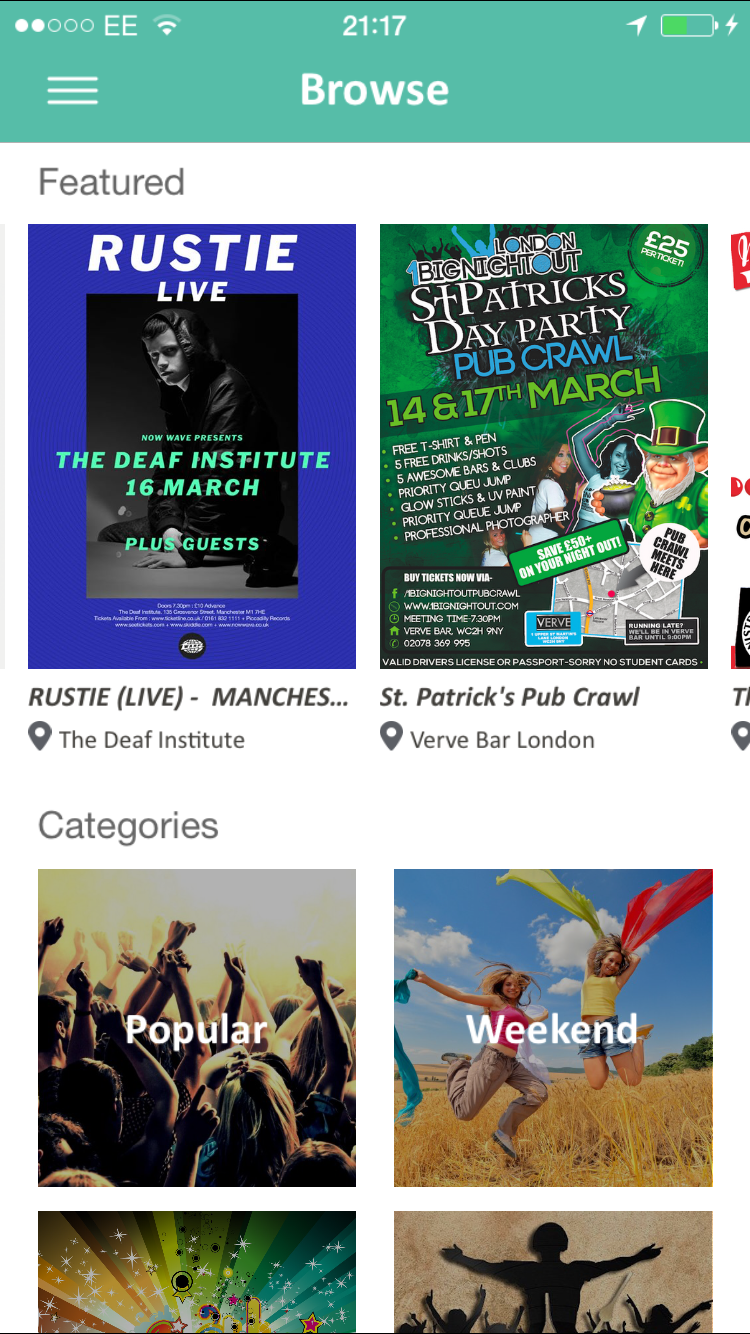 EE
21:17
Browse
Featured
RUSTIE
LIVE
NOW WAVE PRESENTS
THE DEAF INSTITUTE
16 MARCH
PLUS GUESTS
Doors 7.30pm : £10 Advance
The Deaf Institute, 135 Grosvenor Street, Manchester M1 7HE
Tickets Available From : www.ticketline.co.uk / 0161 832 1111 + Piccadilly Records
www.seetickets.com + www.skiddle.com + www.nowwave.co.uk
RUSTIE (LIVE) - MANCHES...
The Deaf Institute
LONDON
1BIGNIGHTOUT
£25
PER TICKET!
ST PATRICKS
DAY PARTY
PUB CRAWL
14 & 17TH MARCH
FREE T-SHIRT & PEN
5 FREE DRINKS/SHOTS
5 AWESOME BARS & CLUBS
PRIORITY QUEU JUMP
GLOW STICKS & UV PAINT
PRIORITY QUEUE JUMP
PROFESSIONAL PHOTOGRAPHER
SAVE £50+
ON YOUR NIGHT OUT!
PUB
CRAWL
MEETS
HERE
BUY TICKETS NOW VIA-
/1BIGNIGHTOUTPUBCRAWL
WWW.1BIGNIGHTOUT.COM
MEETING TIME-7:30PM
VERVE BAR, WC2H 9NY
02078 369 995
VERVE
RUNNING LATE?
WE'LL BE IN VERVE
BAR UNTIL 9:00PM
VALID DRIVERS LICENSE OR PASSPORT-SORRY NO STUDENT CARDS
St. Patrick's Pub Crawl
Verve Bar London
Categories
Popular
Weekend